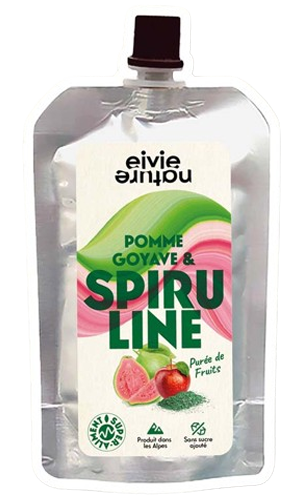 eivie
nature
POMME
GOYAVE &
SPIRU
LINE
Purée de
Fruits
SUPER-ALIMENT
Produit dans
les Alpes
Sans sucre
ajouté